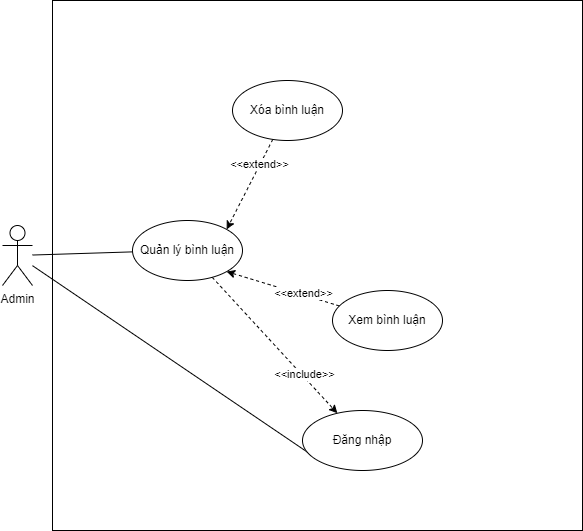 Xóa bình luận
<<extend>>
Quản lý bình luận
Admin
<<extend>>
Xem bình luận
<<include>>
Đăng nhập